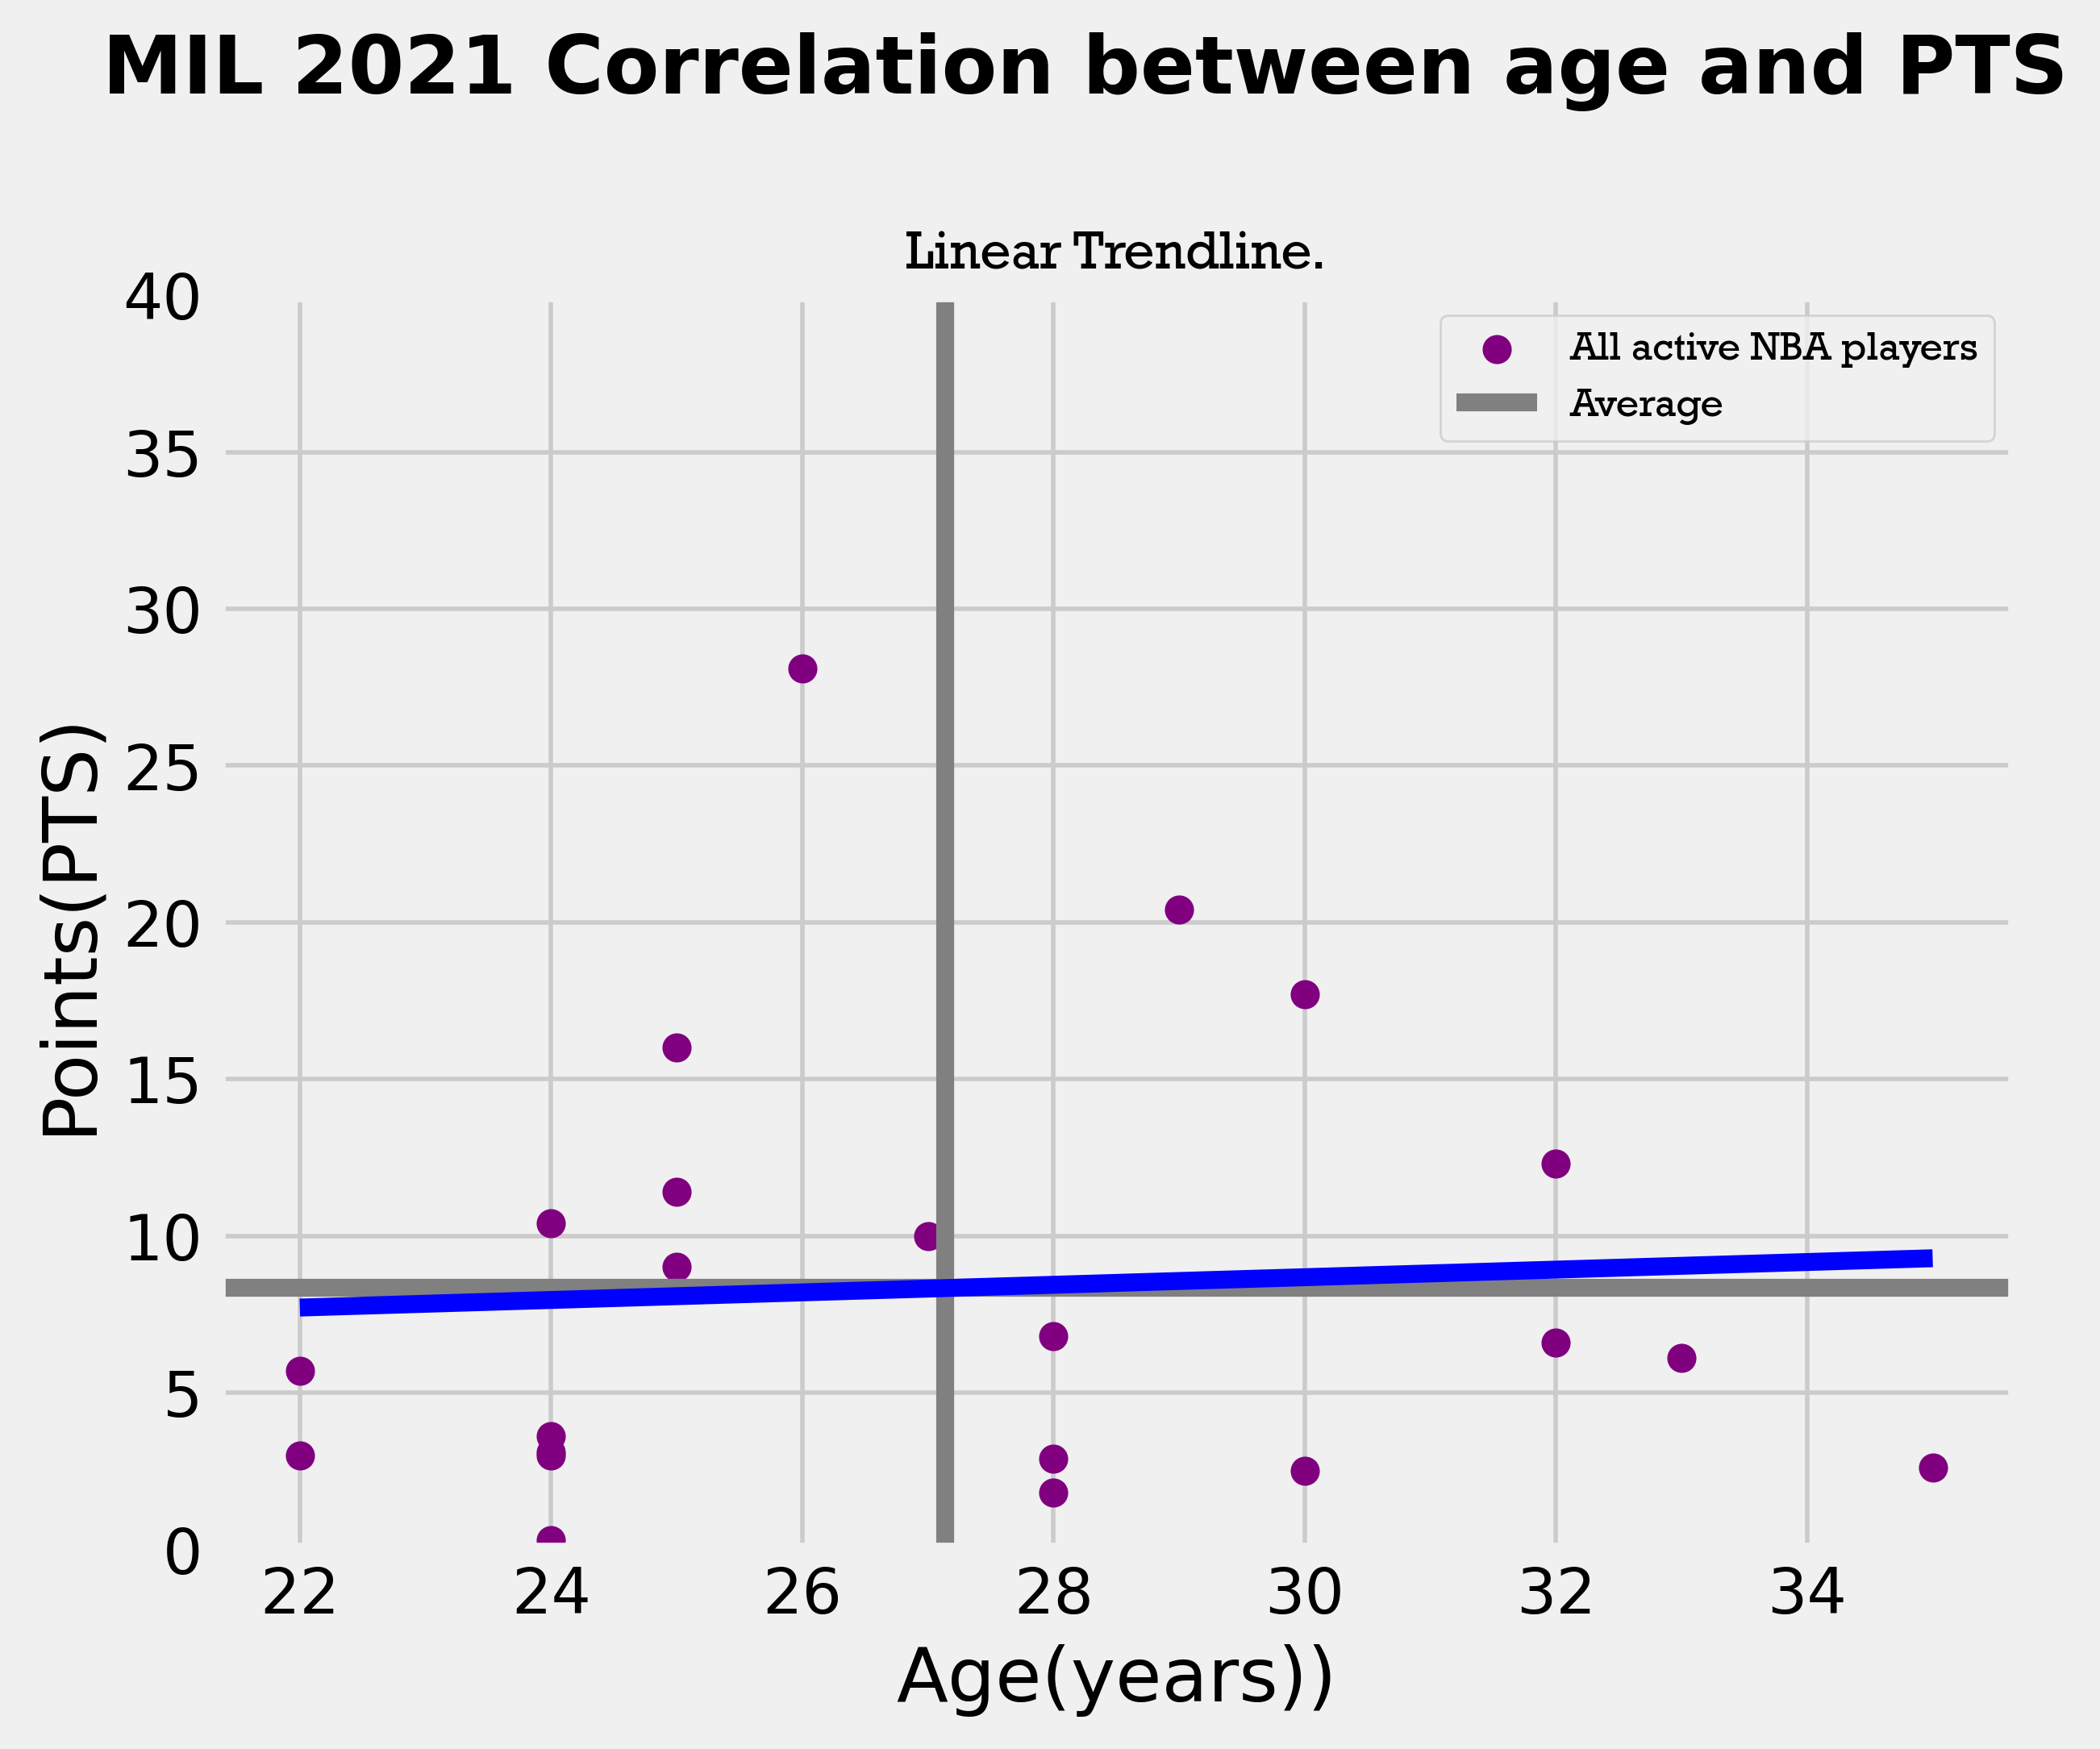 MIL 2021 Correlation between age and PTS
Linear Trendline.
All active NBA players
Average
Points(PTS)
40
35
30
25
20
15
10
5
0
22 24 26 28 30 32 34
Age(years))